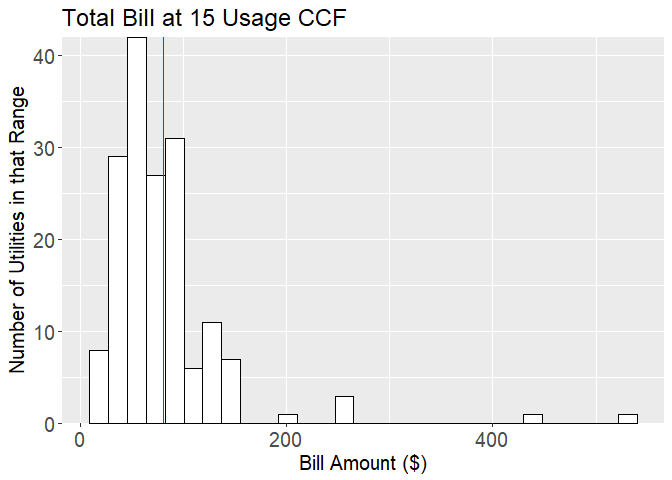 Total Bill at 15 Usage CCF
Number of Utilities in that Range
40
30
20
10
0
0 200 400
Bill Amount ($)